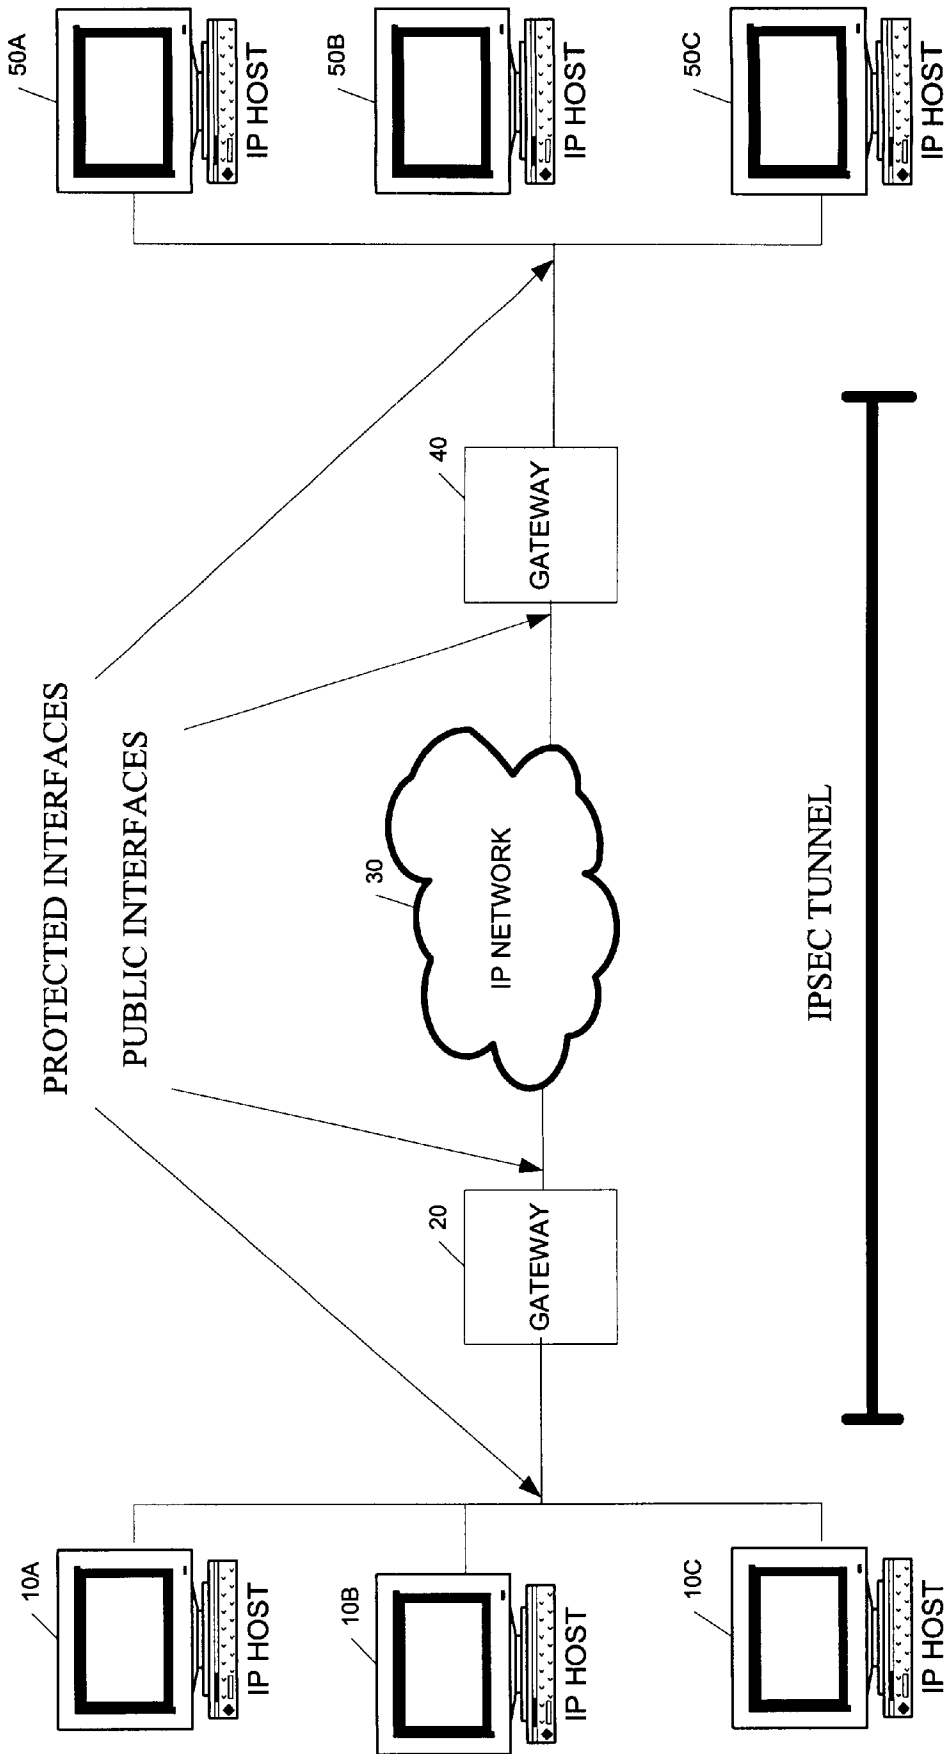 PROTECTED INTERFACES
PUBLIC INTERFACES
10A
IP HOST
10B
IP HOST
10C
IP HOST
20
GATEWAY
30
IP NETWORK
40
GATEWAY
50A
IP HOST
50B
IP HOST
50C
IP HOST
IPSEC TUNNEL